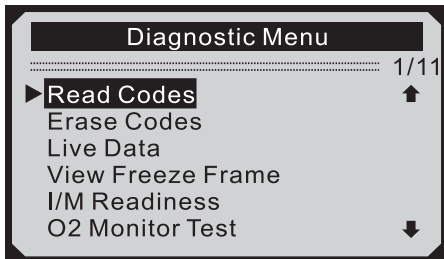 Diagnostic Menu
1/11
Read Codes
Erase Codes
Live Data
View Freeze Frame
I/M Readiness
O2 Monitor Test